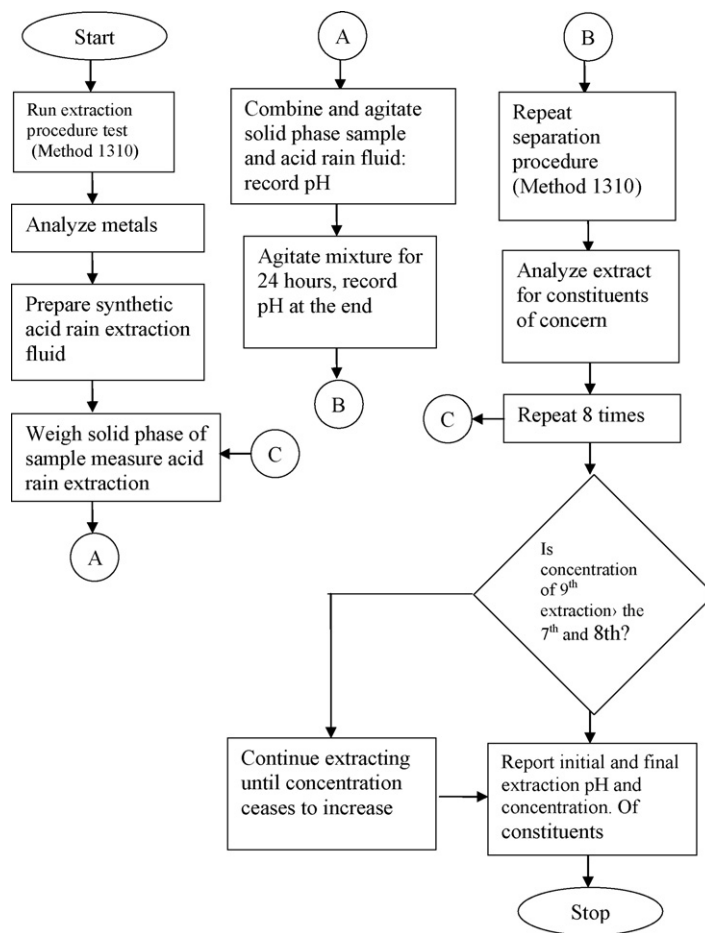 Start
Run extraction
procedure test
(Method 1310)
Analyze metals
Prepare synthetic
acid rain extraction
fluid
Weigh solid phase of
sample measure acid
rain extraction
C
A
A
Combine and agitate
solid phase sample
and acid rain fluid:
record pH
Agitate mixture for
24 hours, record
pH at the end
B
B
Repeat
separation
procedure
(Method 1310)
Analyze extract
for constituents
of concern
C
Repeat 8 times
Is
concentration
of 9th
extraction› the
7th and 8th?
Continue extracting
until concentration
ceases to increase
Report initial and final
extraction pH and
concentration. Of
constituents
Stop